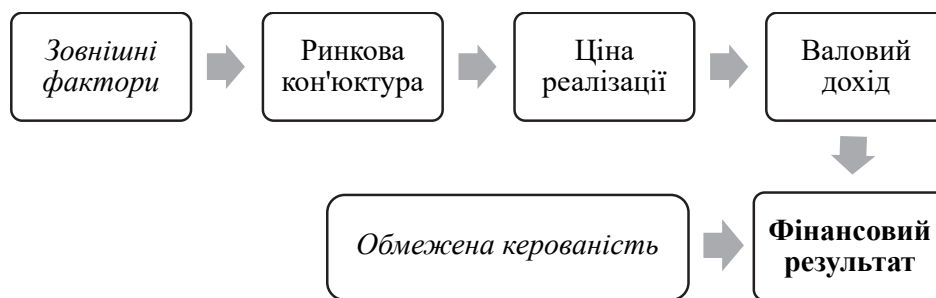 Зовнішні
фактори
Ринкова
кон'юктура
Ціна
реалізації
Валовий
дохід
Обмежена керованість
Фінансовий
результат